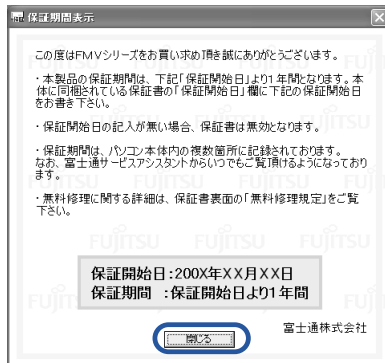 保証期間表示
この度はFMVシリーズをお買い求め頂き誠にありがとうございます。
・本製品の保証期間は、下記「保証開始日」より1年間となります。本
体に同梱されている保証書の「保証開始日」欄に下記の保証開始日
をお書き下さい。
・保証開始日の記入が無い場合、保証書は無効となります。
・保証期間は、パソコン本体内の複数箇所に記録されております。
なお、富士通サービスアシスタントからいつでもご覧頂けるようになっており
ます。
・無料修理に関する詳細は、保証書裏面の「無料修理規定」をご覧
下さい。
FUJITSU FUJITSU FUJITSU
保証開始日:200X年XX月XX日
保証期間 :保証開始日より1年間
閉じる
富士通株式会社